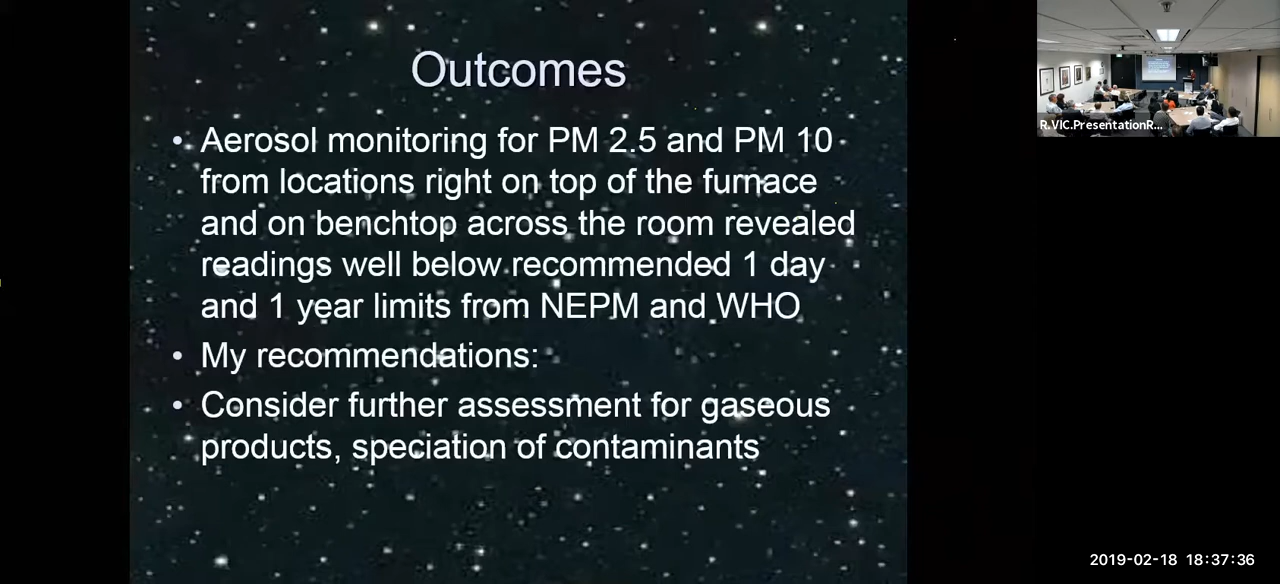 Outcomes
• Aerosol monitoring for PM 2.5 and PM 10
from locations right on top of the furnace
and on benchtop across the room revealed
readings well below recommended 1 day
and 1 year limits from NEPM and WHO
• My recommendations:
• Consider further assessment for gaseous
products, speciation of contaminants
R.VIC.PresentationR...
2019-02-18 18:37:36